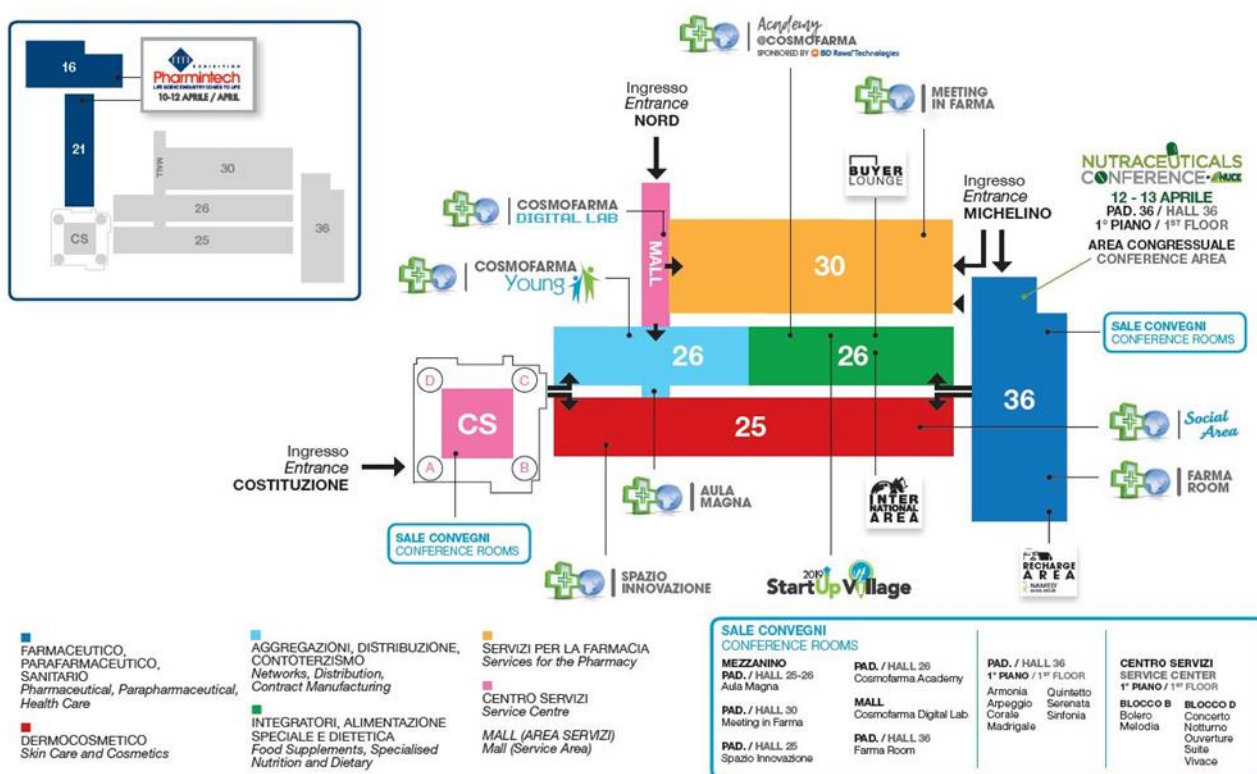 16
EXHIBITION
Pharmintech
10-12 APRILE / APRIL
21
MALL
30
26
25
CS
36
Academy
@COSMOFARMA
SPONSORED BY BD Rowa Technologies
Ingresso
Entrance
NORD
MEETING
IN FARMA
BUYER
LOUNGE
Ingresso
Entrance
MICHELINO
NUTRACEUTICALS
CONFERENCE by NUCE
12 - 13 APRILE
PAD. 36 / HALL 36
1° PIANO / 1ST FLOOR
AREA CONGRESSUALE
CONFERENCE AREA
COSMOFARMA
DIGITAL LAB
COSMOFARMA
Young
MALL
30
26
26
25
36
D
C
CS
A
B
SALE CONVEGNI
CONFERENCE ROOMS
Social
Area
FARMA
ROOM
Ingresso
Entrance
COSTITUZIONE
AULA
MAGNA
INTER
NATIONAL
AREA
SALE CONVEGNI
CONFERENCE ROOMS
SPAZIO
INNOVAZIONE
2019
StartUp Village
RECHARGE
AREA
NAMED
FARMACEUTICO,
PARAFARMACEUTICO,
SANITARIO
Pharmaceutical, Parapharmaceutical,
Health Care
DERMOCOSMETICO
Skin Care and Cosmetics
AGGREGAZIONI, DISTRIBUZIONE,
CONTOTERZISMO
Networks, Distribution,
Contract Manufacturing
INTEGRATORI, ALIMENTAZIONE
SPECIALE E DIETETICA
Food Supplements, Specialised
Nutrition and Dietary
SERVIZI PER LA FARMACIA
Services for the Pharmacy
CENTRO SERVIZI
Service Centre
MALL (AREA SERVIZI)
Mall (Service Area)
SALE CONVEGNI
CONFERENCE ROOMS
MEZZANINO
PAD. / HALL 25-26
Aula Magna
PAD. / HALL 30
Meeting in Farma
PAD. / HALL 25
Spazio Innovazione
PAD. / HALL 26
Cosmofarma Academy
MALL
Cosmofarma Digital Lab
PAD. / HALL 36
Farma Room
PAD. / HALL 36
1° PIANO / 1ST FLOOR
Armonia
Arpeggio
Corale
Madrigale
Quintetto
Serenata
Sinfonia
CENTRO SERVIZI
SERVICE CENTER
1° PIANO / 1ST FLOOR
BLOCCO B
Bolero
Melodia
BLOCCO D
Concerto
Notturno
Ouverture
Suite
Vivace